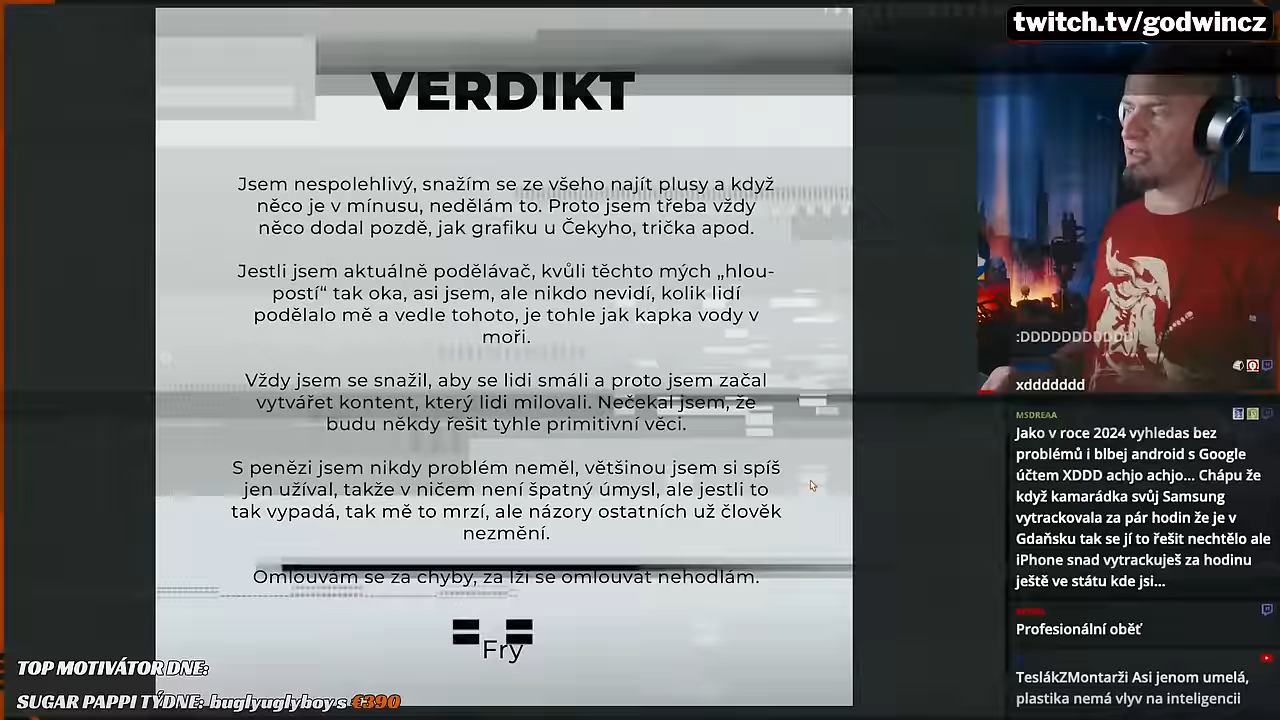 twitch.tv/godwincz
VERDIKT
Jsem nespolehlivý, snažím se ze všeho najít plusy a když
něco je v mínusu, nedělám to. Proto jsem třeba vždy
něco dodal pozdě, jak grafiku u Čekyho, trička apod.
Jestli jsem aktuálně podělávač, kvůli těchto mých „hlou-
postí“ tak oka, asi jsem, ale nikdo nevidí, kolik lidí
podělalo mě a vedle tohoto, je tohle jak kapka vody v
moři.
Vždy jsem se snažil, aby se lidi smáli a proto jsem začal
vytvářet kontent, který lidi milovali. Nečekal jsem, že
budu někdy řešit tyhle primitivní věci.
S penězi jsem nikdy problém neměl, většinou jsem si spíš
jen užíval, takže v ničem není špatný úmysl, ale jestli to
tak vypadá, tak mě to mrzí, ale názory ostatních už člověk
nezmění.
Omlouvám se za chyby, za lži se omlouvat nehodlám.
Fry
:DDDDDDDDDDD
xddddddd
M5DREAA
Jako v roce 2024 vyhledas bez
problémů i blbej android s Google
účtem XDDD achjo achjo... Chápu že
když kamarádka svůj Samsung
vytrackovala za pár hodin že je v
Gdaňsku tak se jí to řešit nechtělo ale
iPhone snad vytrackuješ za hodinu
ještě ve státu kde jsi...
Profesionální oběť
TeslákZMontarži Asi jenom umelá,
plastika nemá vlyv na inteligencii
TOP MOTIVÁTOR DNE:
SUGAR PAPPI TÝDNE: buglyuglyboy s €390